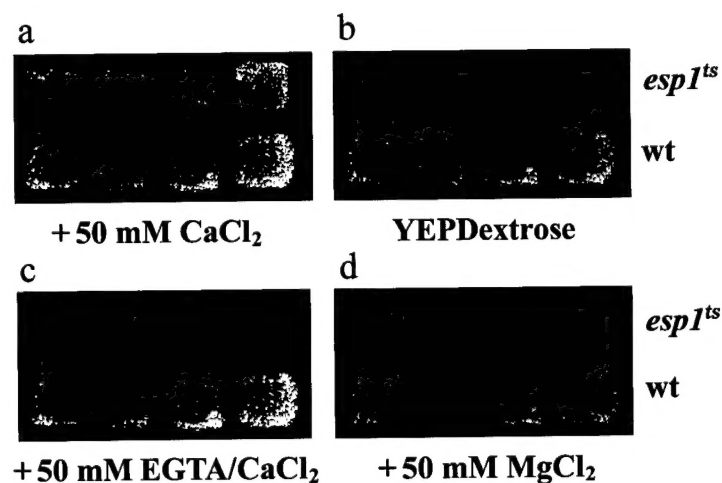 a
b
esp1ts
wt
+50 mM CaCl2
YEPDextrose
c
d
esp1ts
wt
+50 mM EGTA/CaCl2
+50 mM MgCl2